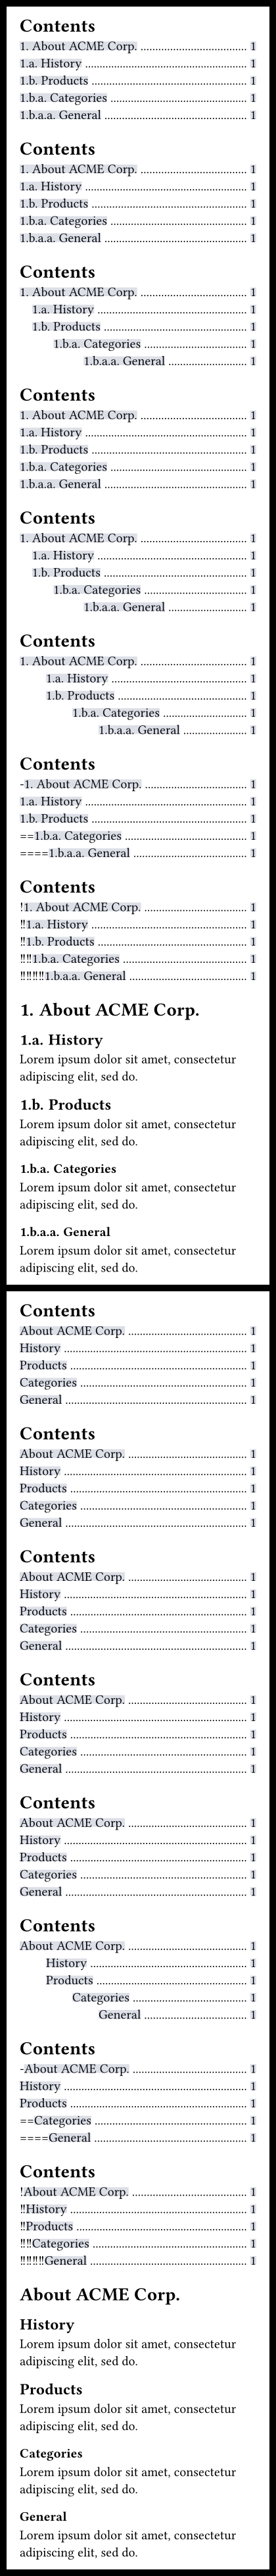 Contents
1. About ACME Corp. ................................ 1
1.a. History ................................ 1
1.b. Products ................................ 1
1.b.a. Categories ................................ 1
1.b.a.a. General ................................ 1
Contents
1. About ACME Corp. ................................ 1
1.a. History ................................ 1
1.b. Products ................................ 1
1.b.a. Categories ................................ 1
1.b.a.a. General ................................ 1
Contents
1. About ACME Corp. ................................ 1
1.a. History ................................ 1
1.b. Products ................................ 1
1.b.a. Categories ................................ 1
1.b.a.a. General ................................ 1
Contents
1. About ACME Corp. ................................ 1
1.a. History ................................ 1
1.b. Products ................................ 1
1.b.a. Categories ................................ 1
1.b.a.a. General ................................ 1
Contents
1. About ACME Corp. ................................ 1
1.a. History ................................ 1
1.b. Products ................................ 1
1.b.a. Categories ................................ 1
1.b.a.a. General ................................ 1
Contents
1. About ACME Corp. ................................ 1
1.a. History ................................ 1
1.b. Products ................................ 1
1.b.a. Categories ................................ 1
1.b.a.a. General ................................ 1
Contents
-1. About ACME Corp. ................................ 1
1.a. History ................................ 1
1.b. Products ................................ 1
==1.b.a. Categories ................................ 1
====1.b.a.a. General ................................ 1
Contents
!1. About ACME Corp. ................................ 1
!!1.a. History ................................ 1
!!1.b. Products ................................ 1
!!!!1.b.a. Categories ................................ 1
!!!!!!!!1.b.a.a. General ................................ 1
1. About ACME Corp.
1.a. History
Lorem ipsum dolor sit amet, consectetur
adipiscing elit, sed do.
1.b. Products
Lorem ipsum dolor sit amet, consectetur
adipiscing elit, sed do.
1.b.a. Categories
Lorem ipsum dolor sit amet, consectetur
adipiscing elit, sed do.
1.b.a.a. General
Lorem ipsum dolor sit amet, consectetur
adipiscing elit, sed do.
Contents
About ACME Corp. ................................ 1
History ................................ 1
Products ................................ 1
Categories ................................ 1
General ................................ 1
Contents
About ACME Corp. ................................ 1
History ................................ 1
Products ................................ 1
Categories ................................ 1
General ................................ 1
Contents
About ACME Corp. ................................ 1
History ................................ 1
Products ................................ 1
Categories ................................ 1
General ................................ 1
Contents
About ACME Corp. ................................ 1
History ................................ 1
Products ................................ 1
Categories ................................ 1
General ................................ 1
Contents
About ACME Corp. ................................ 1
History ................................ 1
Products ................................ 1
Categories ................................ 1
General ................................ 1
Contents
About ACME Corp. ................................ 1
History ................................ 1
Products ................................ 1
Categories ................................ 1
General ................................ 1
Contents
-About ACME Corp. ................................ 1
History ................................ 1
Products ................................ 1
==Categories ................................ 1
====General ................................ 1
Contents
!About ACME Corp. ................................ 1
!!History ................................ 1
!!Products ................................ 1
!!!!Categories ................................ 1
!!!!!!!!General ................................ 1
About ACME Corp.
History
Lorem ipsum dolor sit amet, consectetur
adipiscing elit, sed do.
Products
Lorem ipsum dolor sit amet, consectetur
adipiscing elit, sed do.
Categories
Lorem ipsum dolor sit amet, consectetur
adipiscing elit, sed do.
General
Lorem ipsum dolor sit amet, consectetur
adipiscing elit, sed do.